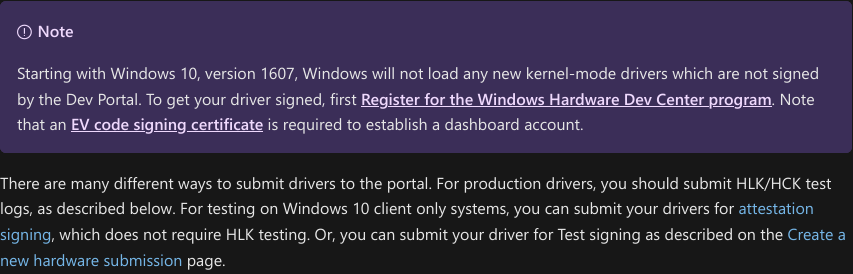 Note
Starting with Windows 10, version 1607, Windows will not load any new kernel-mode drivers which are not signed
by the Dev Portal. To get your driver signed, first Register for the Windows Hardware Dev Center program. Note
that an EV code signing certificate is required to establish a dashboard account.
There are many different ways to submit drivers to the portal. For production drivers, you should submit HLK/HCK test
logs, as described below. For testing on Windows 10 client only systems, you can submit your drivers for attestation
signing, which does not require HLK testing. Or, you can submit your driver for Test signing as described on the Create a
new hardware submission page.